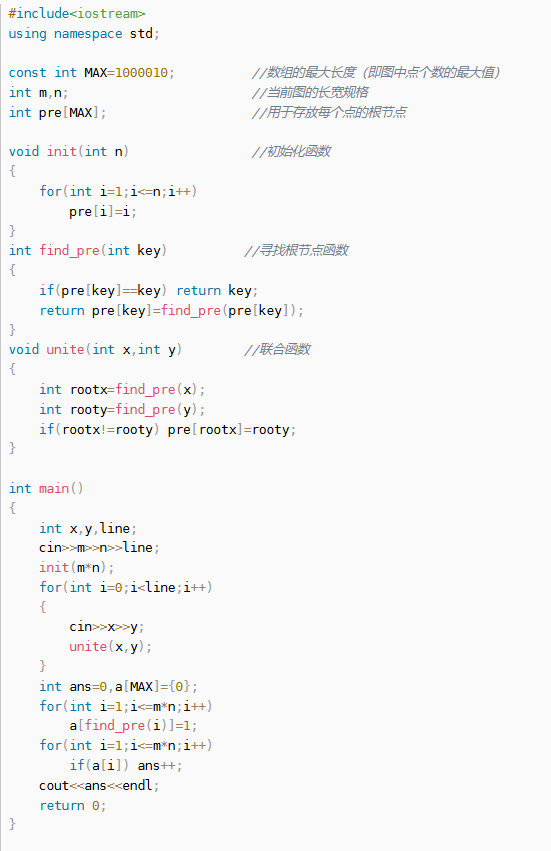 #include<iostream>
using namespace std;
const int MAX=1000010;          //数组的最大长度（即图中点个数的最大值）
int m,n;                        //当前图的长宽规格
int pre[MAX];                   //用于存放每个点的根节点
void init(int n)                //初始化函数
{
    for(int i=1;i<=n;i++)
        pre[i]=i;
}
int find_pre(int key)          //寻找根节点函数
{
    if(pre[key]==key) return key;
    return pre[key]=find_pre(pre[key]);
}
void unite(int x,int y)        //联合函数
{
    int rootx=find_pre(x);
    int rooty=find_pre(y);
    if(rootx!=rooty) pre[rootx]=rooty;
}
int main()
{
    int x,y,line;
    cin>>m>>n>>line;
    init(m*n);
    for(int i=0;i<line;i++)
    {
        cin>>x>>y;
        unite(x,y);
    }
    int ans=0,a[MAX]={0};
    for(int i=1;i<=m*n;i++)
        a[find_pre(i)]=1;
    for(int i=1;i<=m*n;i++)
        if(a[i]) ans++;
    cout<<ans<<endl;
    return 0;
}